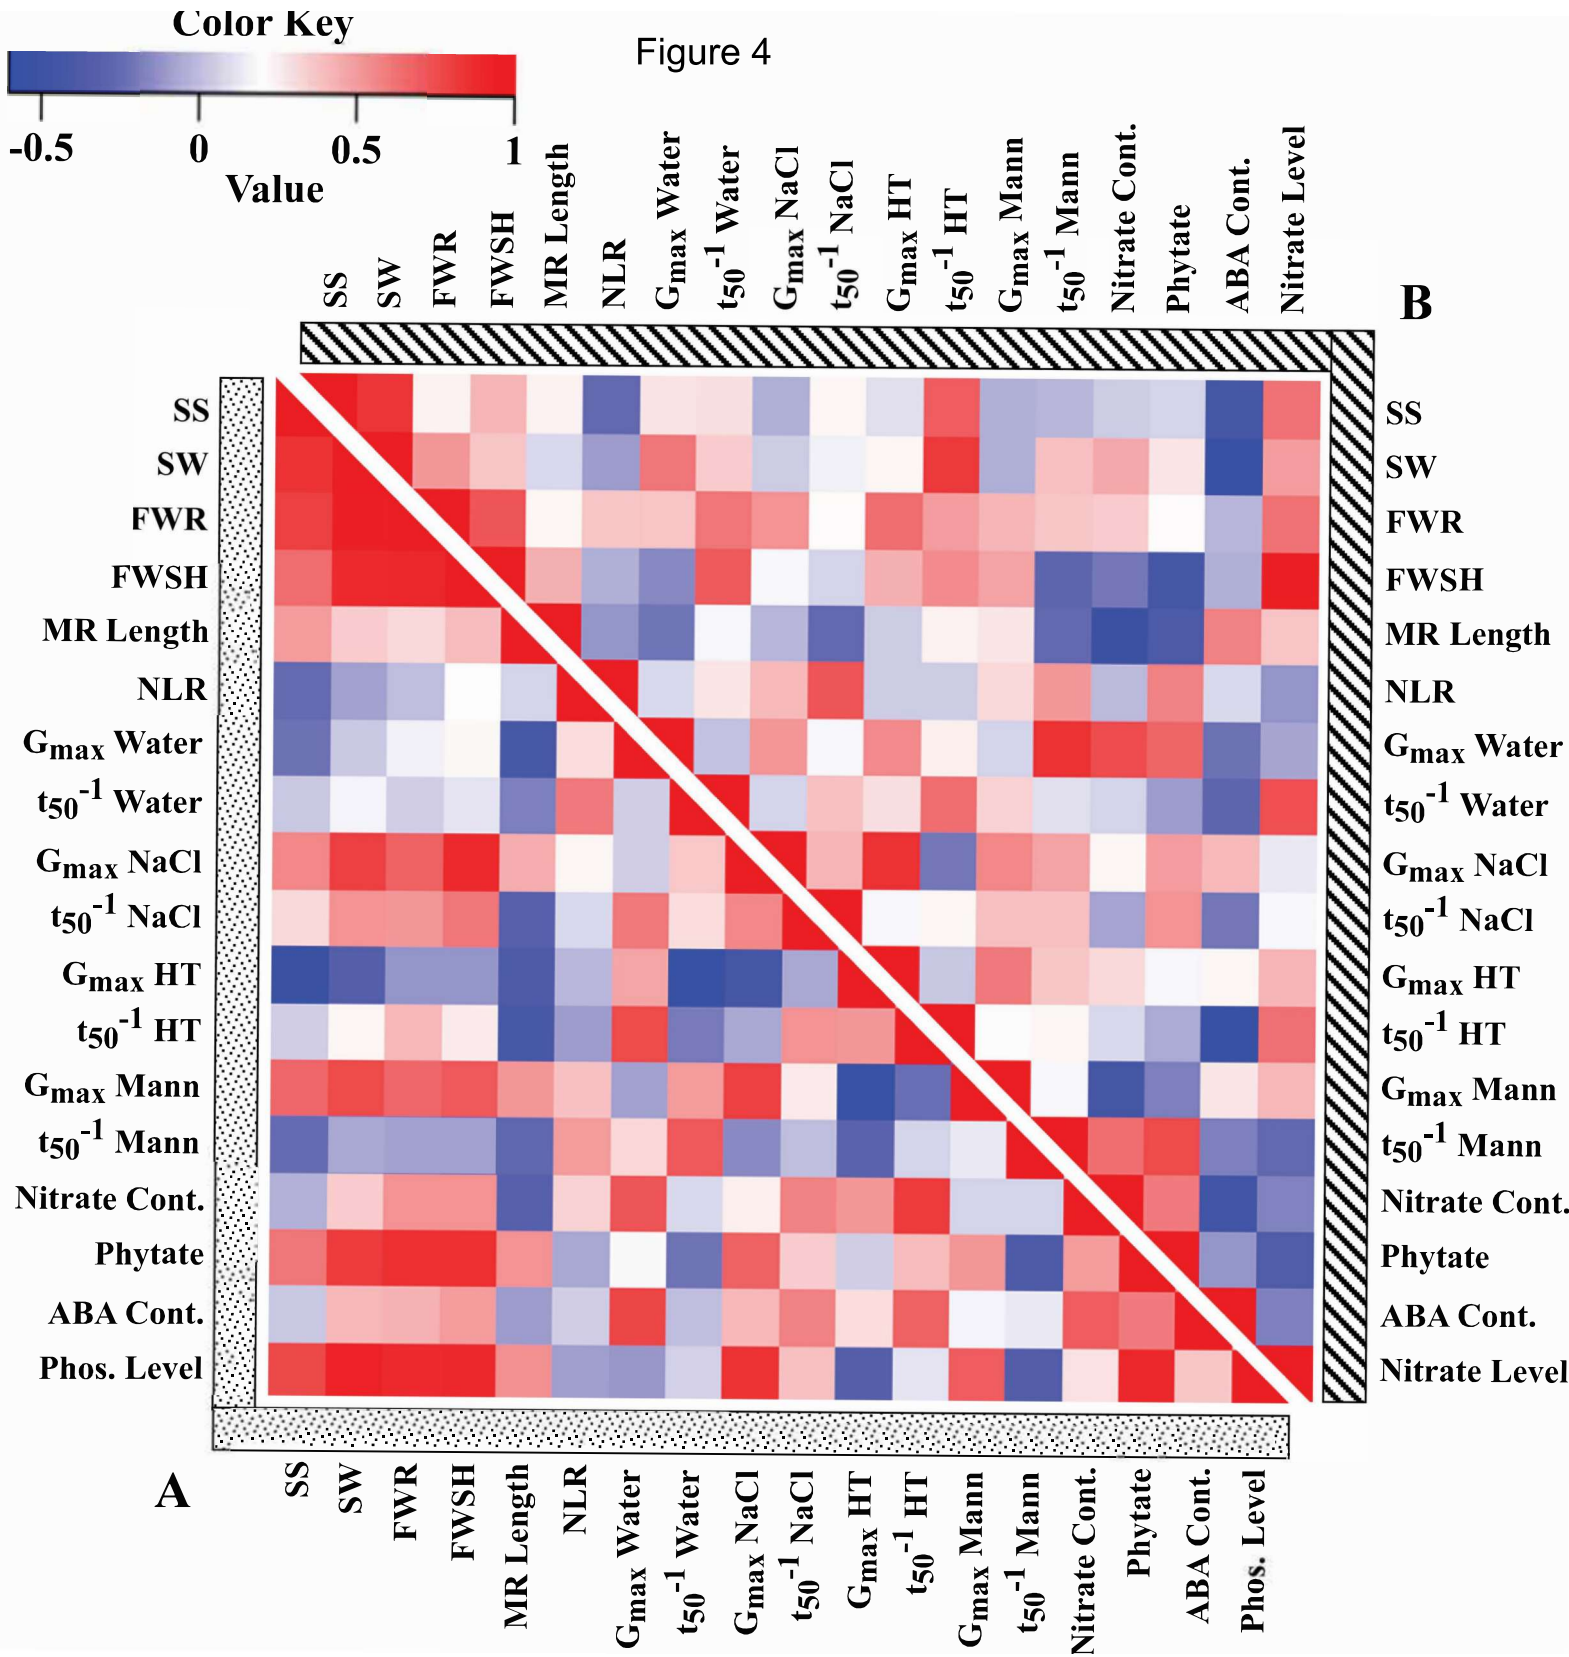 Color Key
Figure 4
-0.5 0 0.5 1
Value
SS
SW
FWR
FWSH
MR Length
NLR
Gmax Water
t50-1 Water
Gmax NaCl
t50-1 NaCl
Gmax HT
t50-1 HT
Gmax Mann
t50-1 Mann
Nitrate Cont.
Phytate
ABA Cont.
Nitrate Level
B
SS
SW
FWR
FWSH
MR Length
NLR
Gmax Water
t50-1 Water
Gmax NaCl
t50-1 NaCl
Gmax HT
t50-1 HT
Gmax Mann
t50-1 Mann
Nitrate Cont.
Phytate
ABA Cont.
Phos. Level
SS
SW
FWR
FWSH
MR Length
NLR
Gmax Water
t50-1 Water
Gmax NaCl
t50-1 NaCl
Gmax HT
t50-1 HT
Gmax Mann
t50-1 Mann
Nitrate Cont.
Phytate
ABA Cont.
Nitrate Level
A
SS
SW
FWR
FWSH
MR Length
NLR
Gmax Water
t50-1 Water
Gmax NaCl
t50-1 NaCl
Gmax HT
t50-1 HT
Gmax Mann
t50-1 Mann
Nitrate Cont.
Phytate
ABA Cont.
Phos. Level